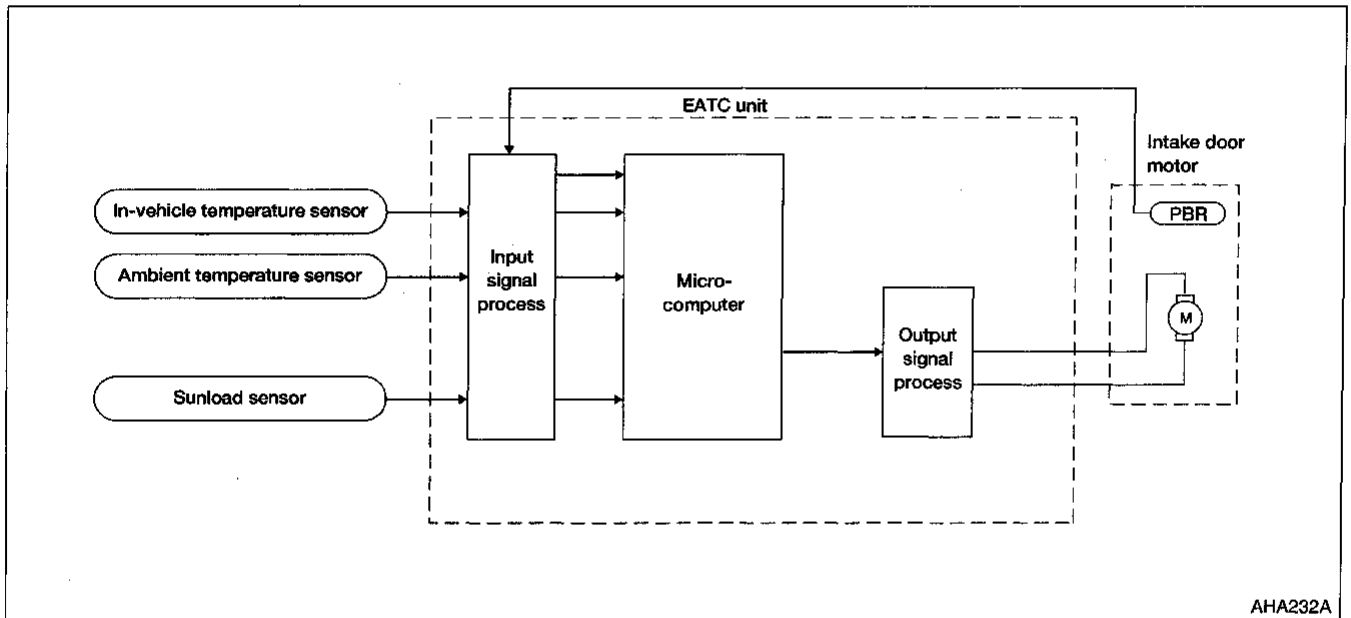 EATC unit
Intake door
motor
PBR
In-vehicle temperature sensor
Ambient temperature sensor
Sunload sensor
Input
signal
process
Micro-
computer
Output
signal
process
M
AHA232A